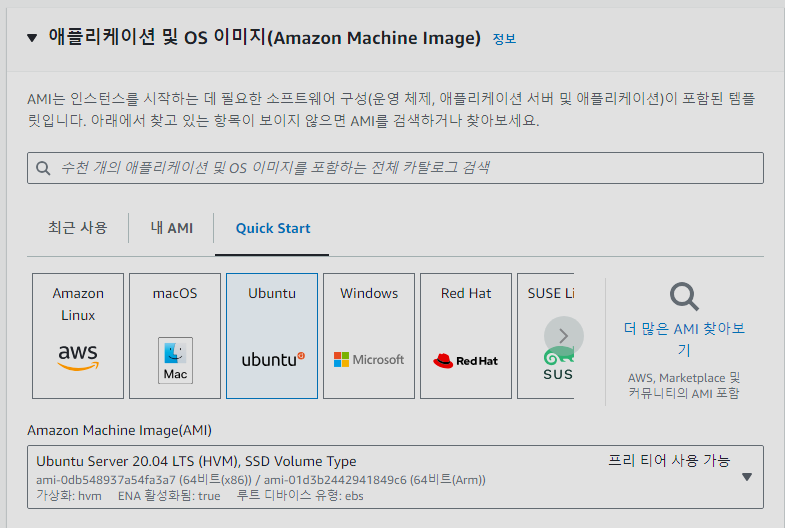 애플리케이션 및 OS 이미지(Amazon Machine Image) 정보
AMI는 인스턴스를 시작하는 데 필요한 소프트웨어 구성(운영 체제, 애플리케이션 서버 및 애플리케이션)이 포함된 템플
릿입니다. 아래에서 찾고 있는 항목이 보이지 않으면 AMI를 검색하거나 찾아보세요.
수천 개의 애플리케이션 및 OS 이미지를 포함하는 전체 카탈로그 검색
최근 사용 내 AMI Quick Start
Amazon
Linux
aws
macOS
Mac
Ubuntu
ubuntu
Windows
Microsoft
Red Hat
Red Hat
SUSE Li
SUS
더 많은 AMI 찾아보
기
AWS, Marketplace 및
커뮤니티의 AMI 포함
Amazon Machine Image(AMI)
Ubuntu Server 20.04 LTS (HVM), SSD Volume Type 프리 티어 사용 가능
ami-0db548937a54fa3a7 (64비트(x86)) / ami-01d3b2442941849c6 (64비트(Arm))
가상화: hvm ENA 활성화됨: true 루트 디바이스 유형: ebs